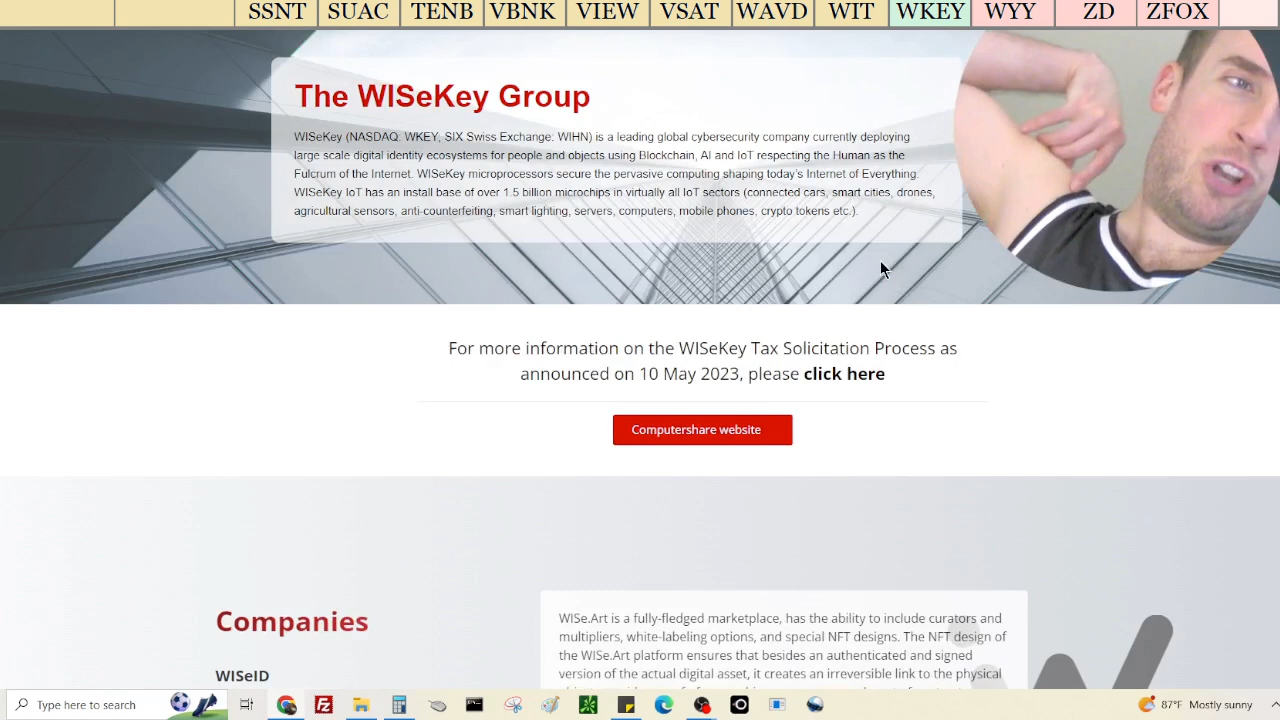 SSNT SUAC TENB VBNK VIEW VSAT WAVD WIT WKEY WYY ZD ZFOX
The WISeKey Group
WISeKey (NASDAQ: WKEY, SIX Swiss Exchange: WIHN) is a leading global cybersecurity company currently deploying
large scale digital identity ecosystems for people and objects using Blockchain, AI and IoT respecting the Human as the
Fulcrum of the Internet. WISeKey microprocessors secure the pervasive computing shaping today's Internet of Everything.
WISeKey IoT has an install base of over 1.5 billion microchips in virtually all IoT sectors (connected cars, smart cities, drones,
agricultural sensors, anti-counterfeiting, smart lighting, servers, computers, mobile phones, crypto tokens etc.).
For more information on the WISeKey Tax Solicitation Process as
announced on 10 May 2023, please click here
Computershare website
Companies
WISeID
WISe.Art is a fully-fledged marketplace, has the ability to include curators and
multipliers, white-labeling options, and special NFT designs. The NFT design of
the WISe.Art platform ensures that besides an authenticated and signed
version of the actual digital asset, it creates an irreversible link to the physical
Type here to search
87°F Mostly sunny